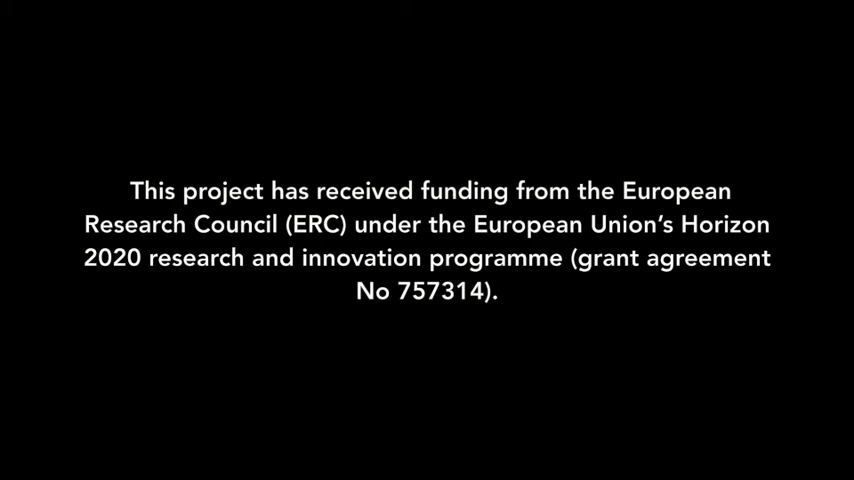 This project has received funding from the European
Research Council (ERC) under the European Union’s Horizon
2020 research and innovation programme (grant agreement
No 757314).